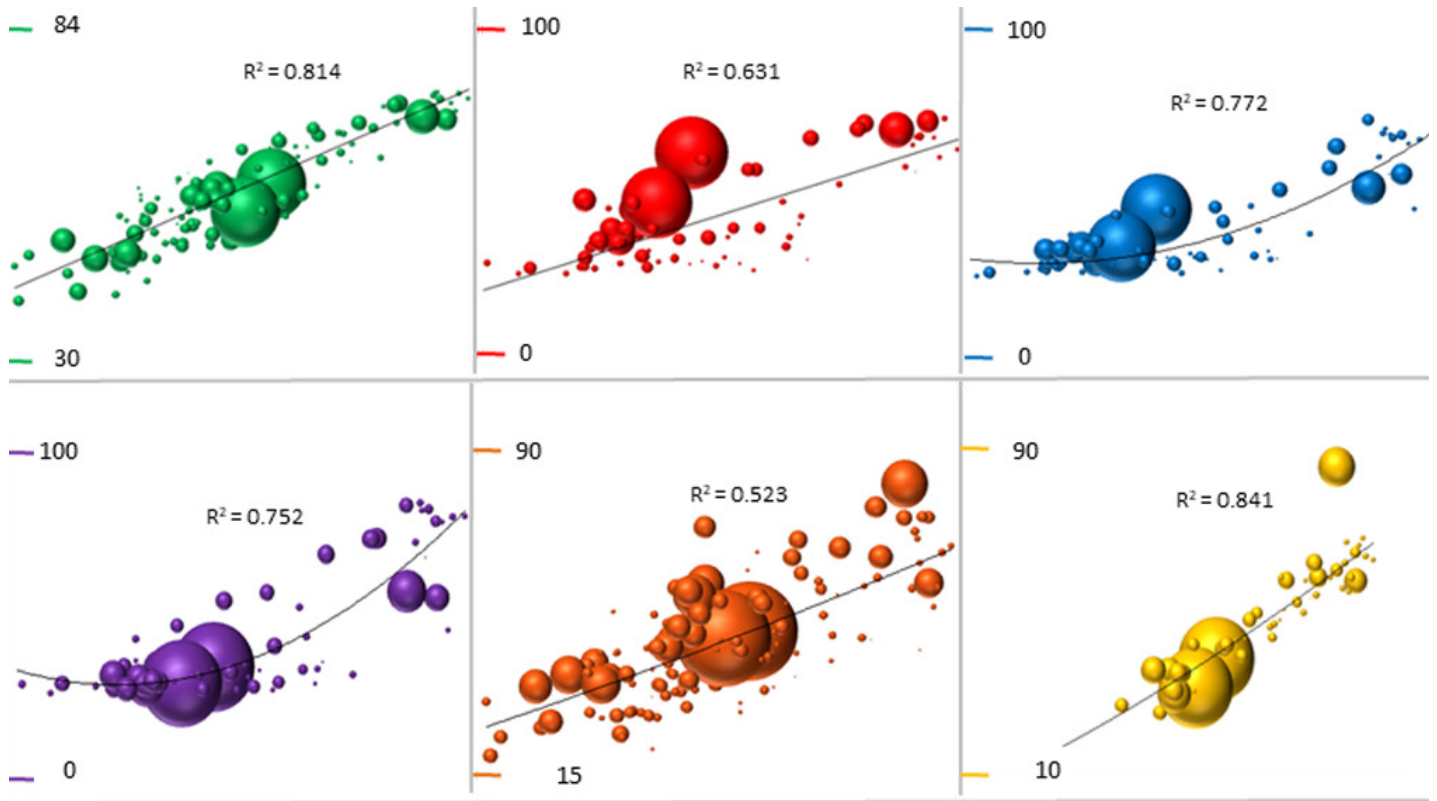 84
R² = 0.814
30
100
R² = 0.631
0
100
R² = 0.772
0
100
R² = 0.752
0
90
R² = 0.523
15
90
R² = 0.841
10